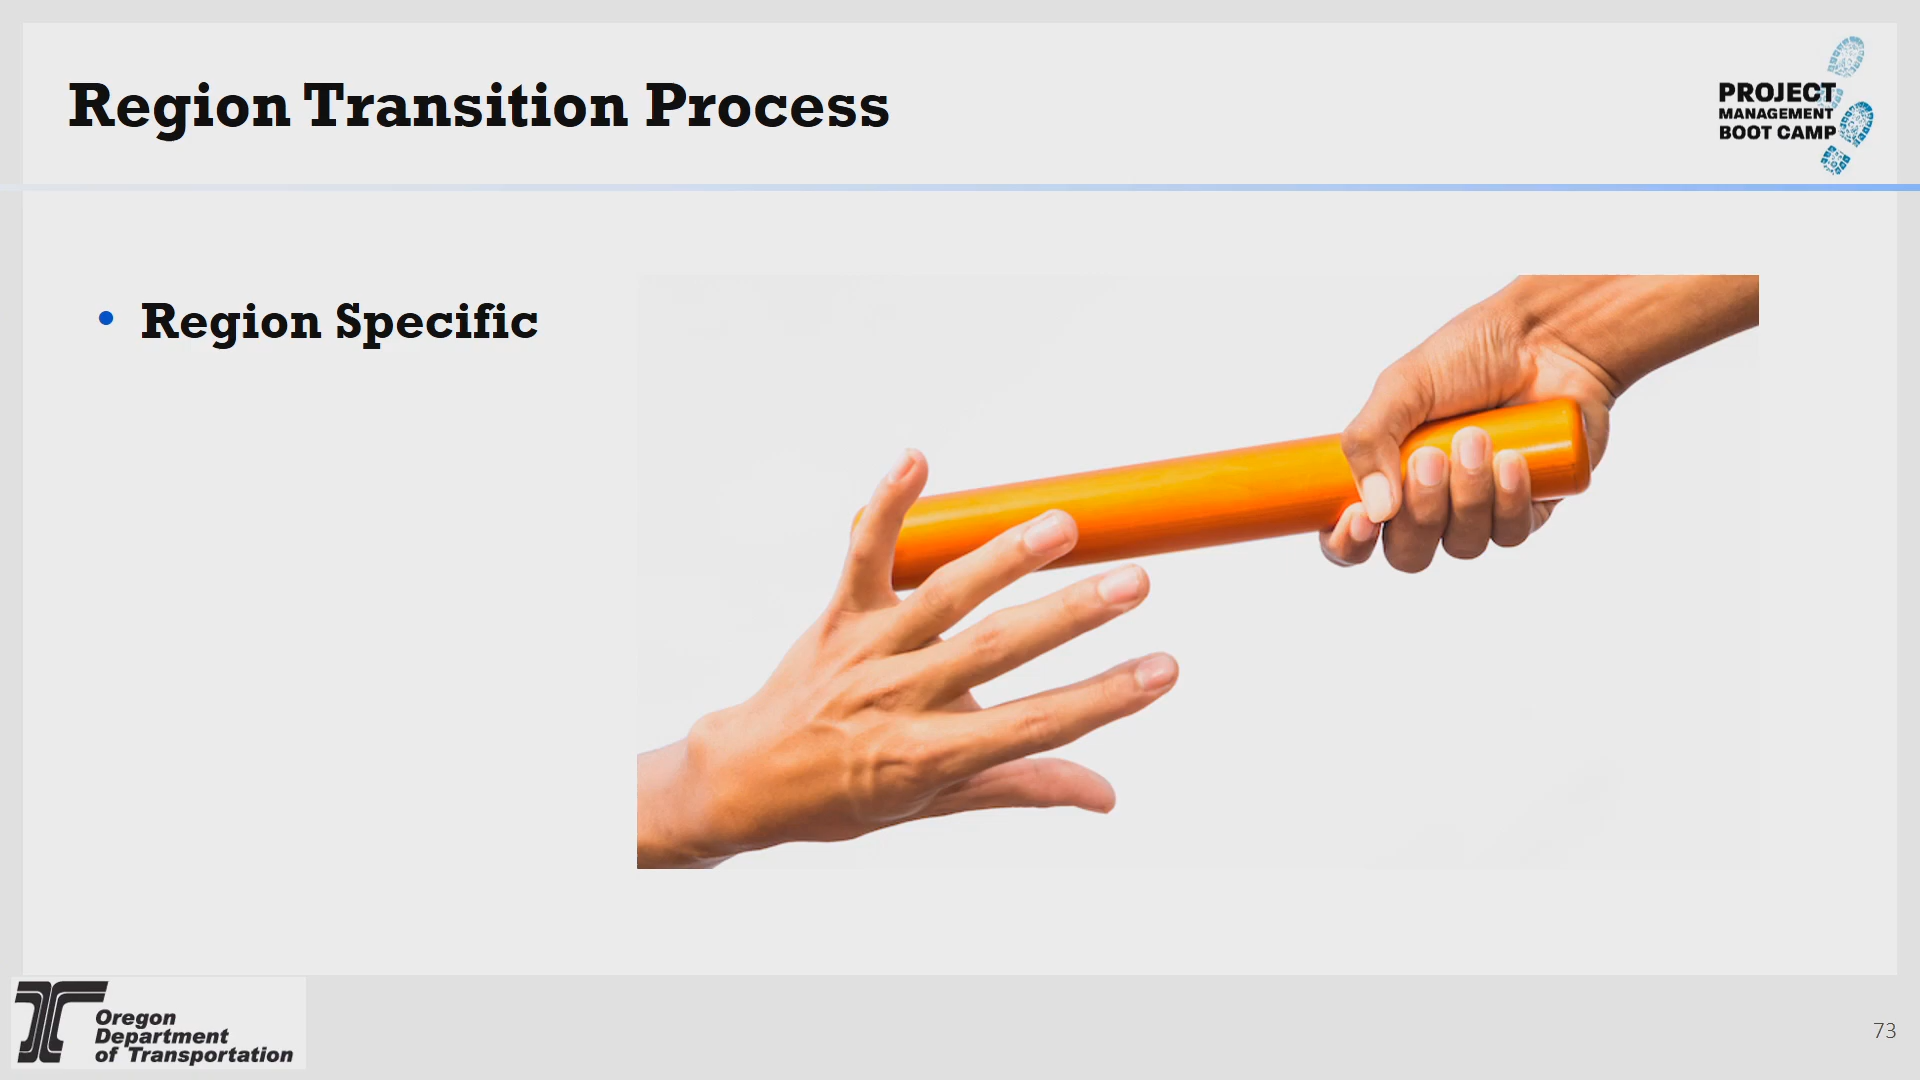 Region Transition Process
PROJECT
MANAGEMENT
BOOT CAMP
• Region Specific
Oregon
Department
of Transportation
73